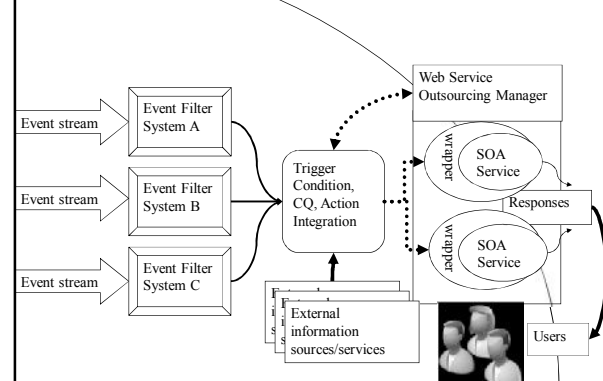 Event stream
Event Filter
System A
Event stream
Event Filter
System B
Event stream
Event Filter
System C
Trigger
Condition,
CQ, Action
Integration
External
information
sources/services
Web Service
Outsourcing Manager
wrapper
SOA
Service
wrapper
SOA
Service
Responses
Users